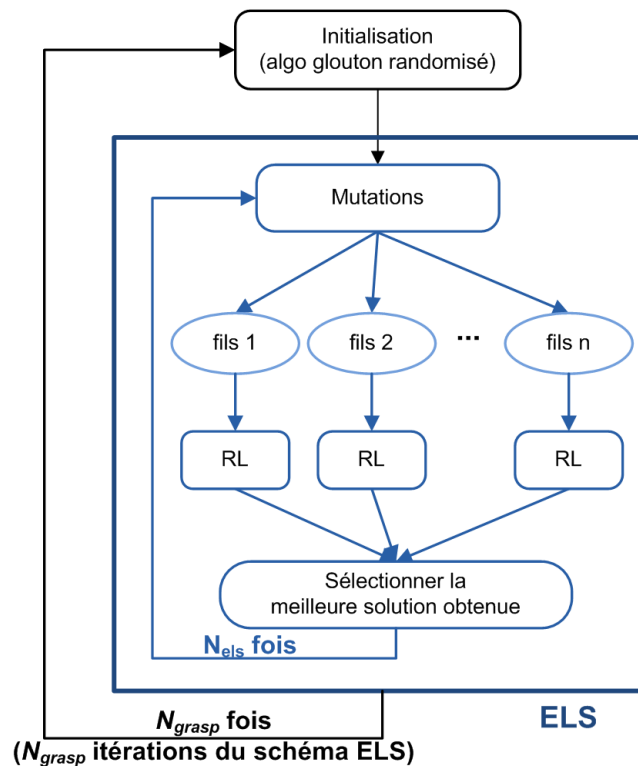 Initialisation
(algo glouton randomisé)
Mutations
fils 1
fils 2
...
fils n
RL
RL
RL
Sélectionner la
meilleure solution obtenue
Nels fois
ELS
Ngrasp fois
(Ngrasp itérations du schéma ELS)